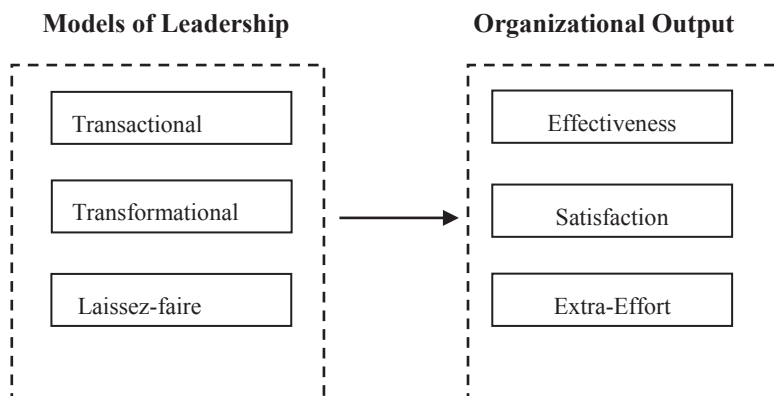 Models of Leadership
Organizational Output
Transactional
Effectiveness
Transformational
Satisfaction
Laissez-faire
Extra-Effort